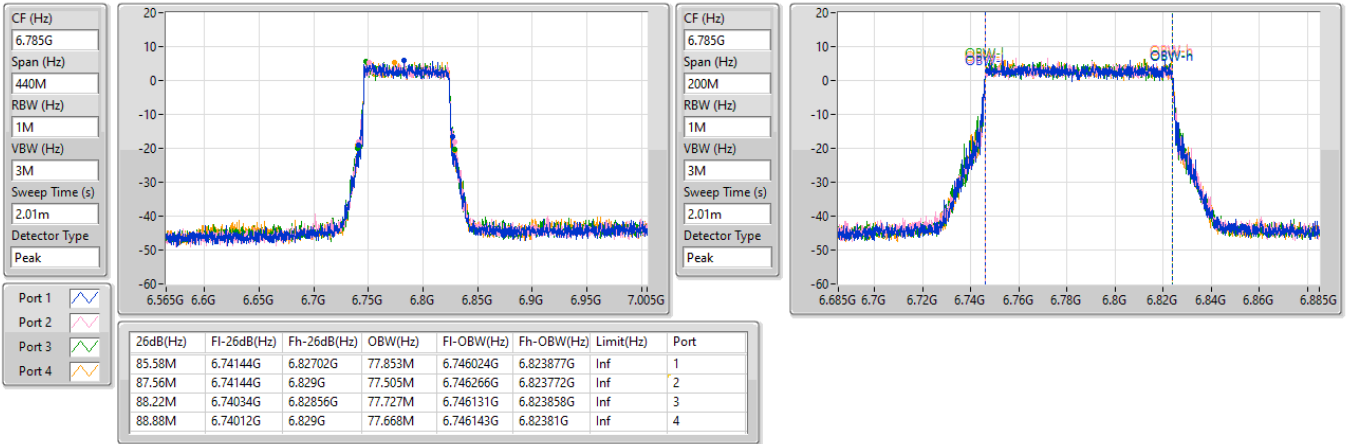 CF (Hz)
6.785G
Span (Hz)
440M
RBW (Hz)
1M
VBW (Hz)
3M
Sweep Time (s)
2.01m
Detector Type
Peak
20
10
0
-10
-20
-30
-40
-50
-60
6.565G 6.6G 6.65G 6.7G 6.75G 6.8G 6.85G 6.9G 6.95G 7.005G
CF (Hz)
6.785G
Span (Hz)
200M
RBW (Hz)
1M
VBW (Hz)
3M
Sweep Time (s)
2.01m
Detector Type
Peak
20
10
0
-10
-20
-30
-40
-50
-60
OBW-l OBW-h
6.685G 6.7G 6.72G 6.74G 6.76G 6.78G 6.8G 6.82G 6.84G 6.86G 6.885G
Port 1
Port 2
Port 3
Port 4
26dB(Hz) Fl-26dB(Hz) Fh-26dB(Hz) OBW(Hz) Fl-OBW(Hz) Fh-OBW(Hz) Limit(Hz) Port
85.58M 6.74144G 6.82702G 77.853M 6.746024G 6.823877G Inf 1
87.56M 6.74144G 6.829G 77.505M 6.746266G 6.823772G Inf 2
88.22M 6.74034G 6.82856G 77.727M 6.746131G 6.823858G Inf 3
88.88M 6.74012G 6.829G 77.668M 6.746143G 6.82381G Inf 4